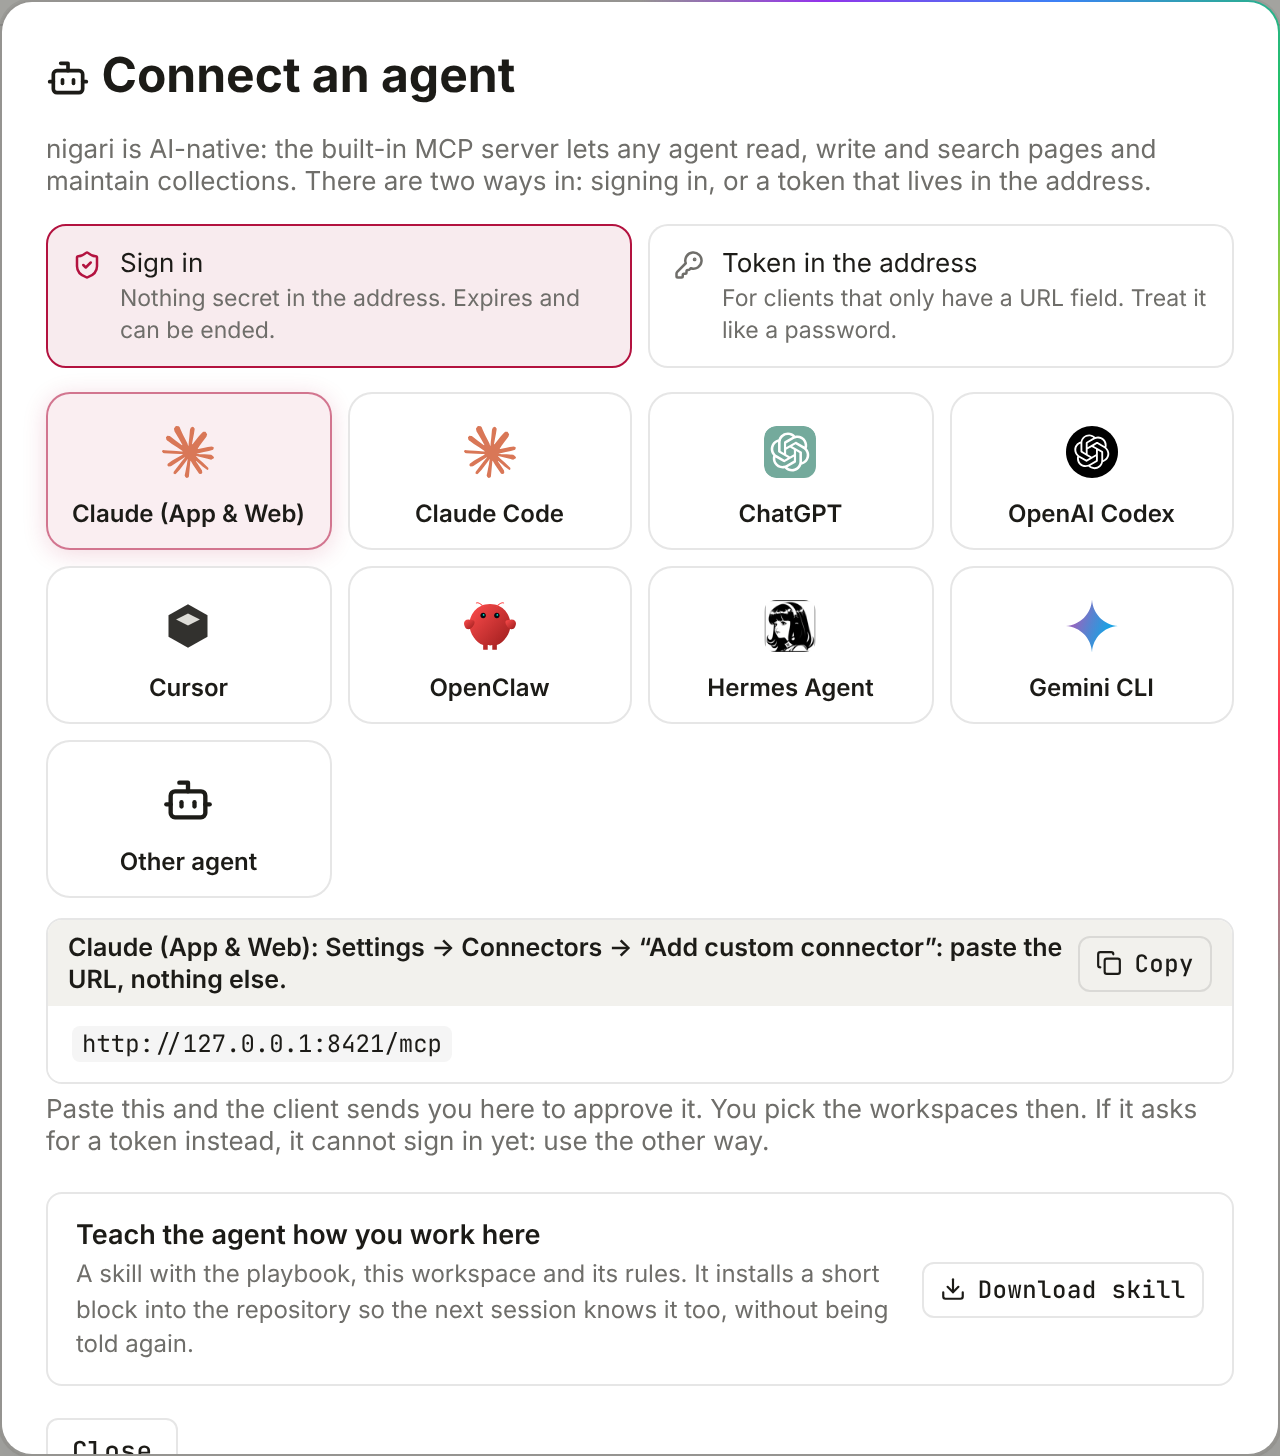 Connect an agent
nigari is AI-native: the built-in MCP server lets any agent read, write and search pages and
maintain collections. There are two ways in: signing in, or a token that lives in the address.
Sign in
Nothing secret in the address. Expires and
can be ended.
Token in the address
For clients that only have a URL field. Treat it
like a password.
Claude (App & Web)
Claude Code
ChatGPT
OpenAI Codex
Cursor
OpenClaw
Hermes Agent
Gemini CLI
Other agent
Claude (App & Web): Settings → Connectors → “Add custom connector”: paste the
URL, nothing else.
Copy
http://127.0.0.1:8421/mcp
Paste this and the client sends you here to approve it. You pick the workspaces then. If it asks
for a token instead, it cannot sign in yet: use the other way.
Teach the agent how you work here
A skill with the playbook, this workspace and its rules. It installs a short
block into the repository so the next session knows it too, without being
told again.
Download skill
Close